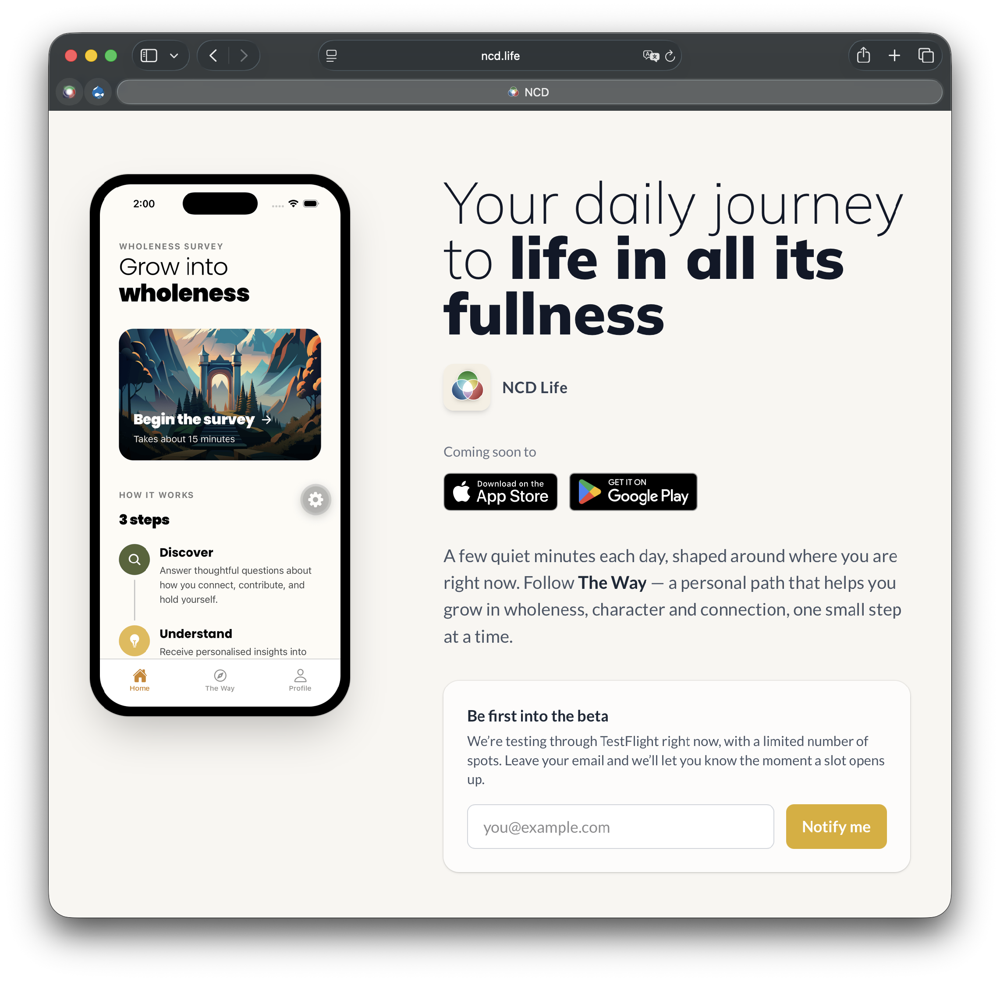 ncd.life
NCD
2:00
WHOLENESS SURVEY
Grow into
wholeness
Begin the survey →
Takes about 15 minutes
HOW IT WORKS
3 steps
Discover
Answer thoughtful questions about
how you connect, contribute, and
hold yourself.
Understand
Receive personalised insights into
Home
The Way
Profile
Your daily journey
to life in all its
fullness
NCD Life
Coming soon to
Download on the
App Store
GET IT ON
Google Play
A few quiet minutes each day, shaped around where you are
right now. Follow The Way — a personal path that helps you
grow in wholeness, character and connection, one small step
at a time.
Be first into the beta
We’re testing through TestFlight right now, with a limited number of
spots. Leave your email and we’ll let you know the moment a slot opens
up.
you@example.com
Notify me